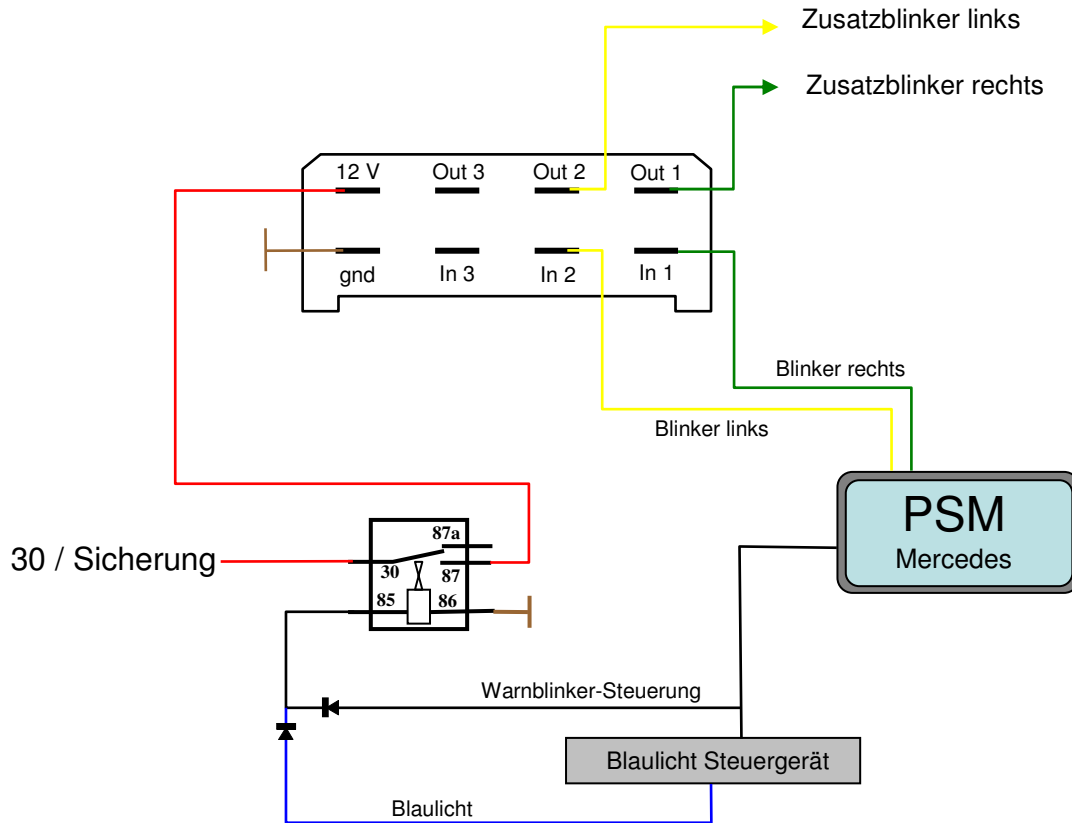 Zusatzblinker links
Zusatzblinker rechts
12 V Out 3 Out 2 Out 1
gnd In 3 In 2 In 1
Blinker rechts
Blinker links
PSM
Mercedes
87a
30 / Sicherung
30 87
85 86
Warnblinker-Steuerung
Blaulicht Steuergerät
Blaulicht